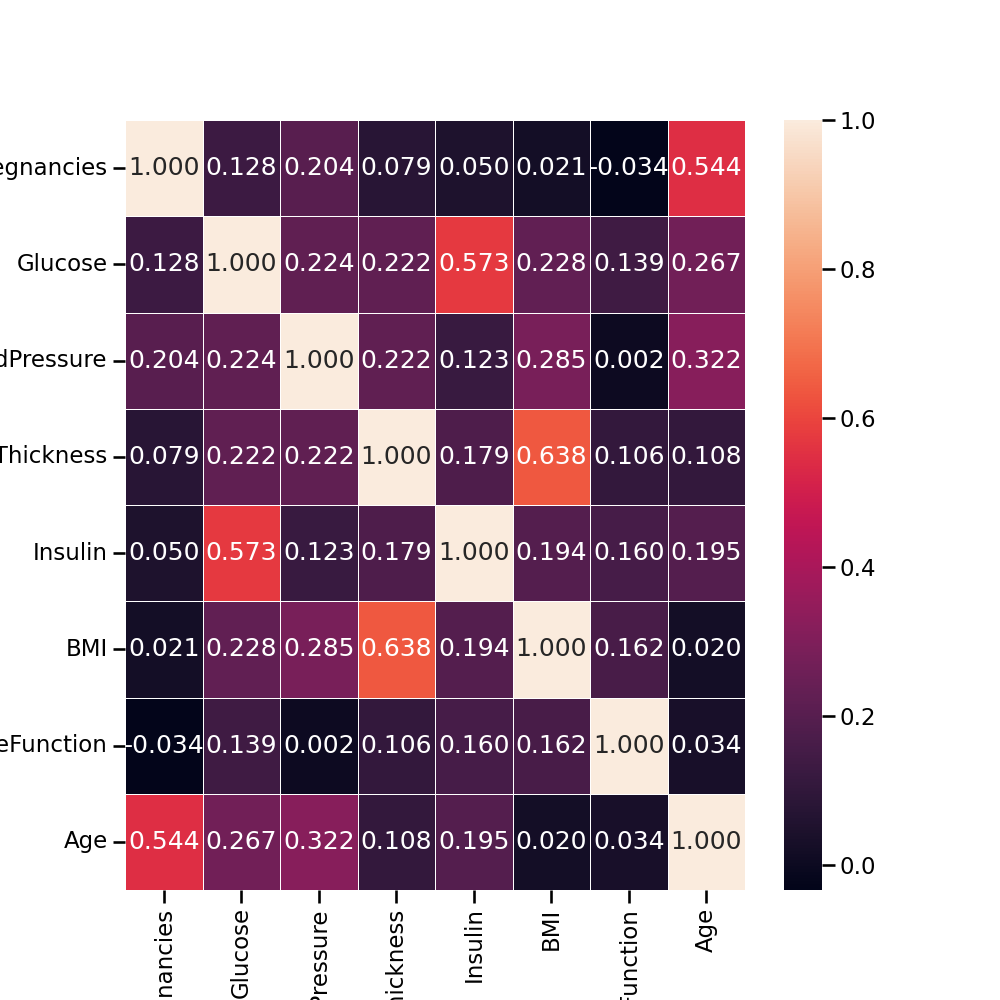 1.0
egnancies 1.000 0.128 0.204 0.079 0.050 0.021 -0.034 0.544
0.8
Glucose 0.128 1.000 0.224 0.222 0.573 0.228 0.139 0.267
dPressure 0.204 0.224 1.000 0.222 0.123 0.285 0.002 0.322
0.6
Thickness 0.079 0.222 0.222 1.000 0.179 0.638 0.106 0.108
Insulin 0.050 0.573 0.123 0.179 1.000 0.194 0.160 0.195
0.4
BMI 0.021 0.228 0.285 0.638 0.194 1.000 0.162 0.020
0.2
eFunction -0.034 0.139 0.002 0.106 0.160 0.162 1.000 0.034
Age 0.544 0.267 0.322 0.108 0.195 0.020 0.034 1.000
0.0
nancies Glucose Pressure hickness Insulin BMI Function Age